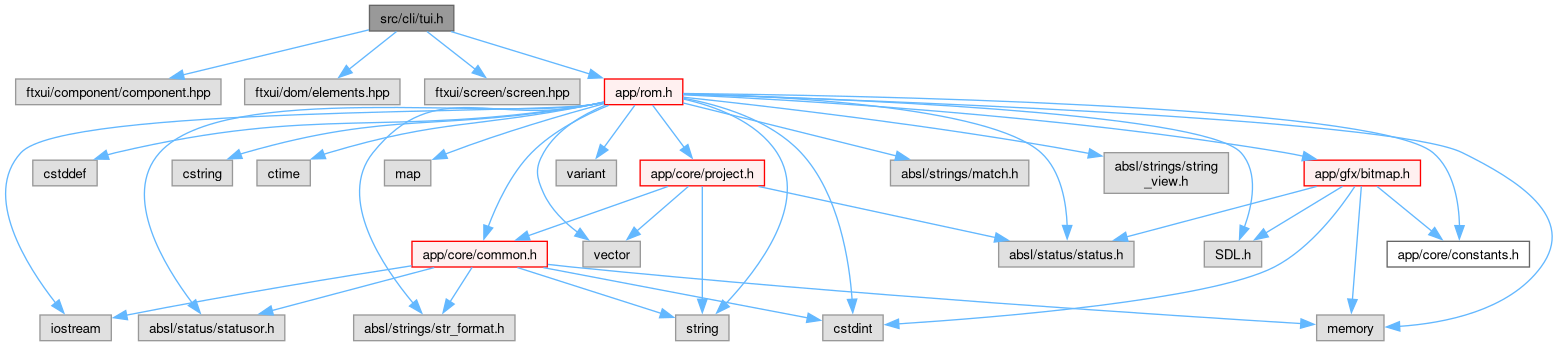 src/cli/tui.h
ftxui/component/component.hpp
ftxui/dom/elements.hpp
ftxui/screen/screen.hpp
app/rom.h
cstddef
cstring
ctime
map
variant
app/core/project.h
absl/strings/match.h
absl/strings/string
_view.h
app/gfx/bitmap.h
app/core/common.h
vector
absl/status/status.h
SDL.h
app/core/constants.h
iostream
absl/status/statusor.h
absl/strings/str_format.h
string
cstdint
memory